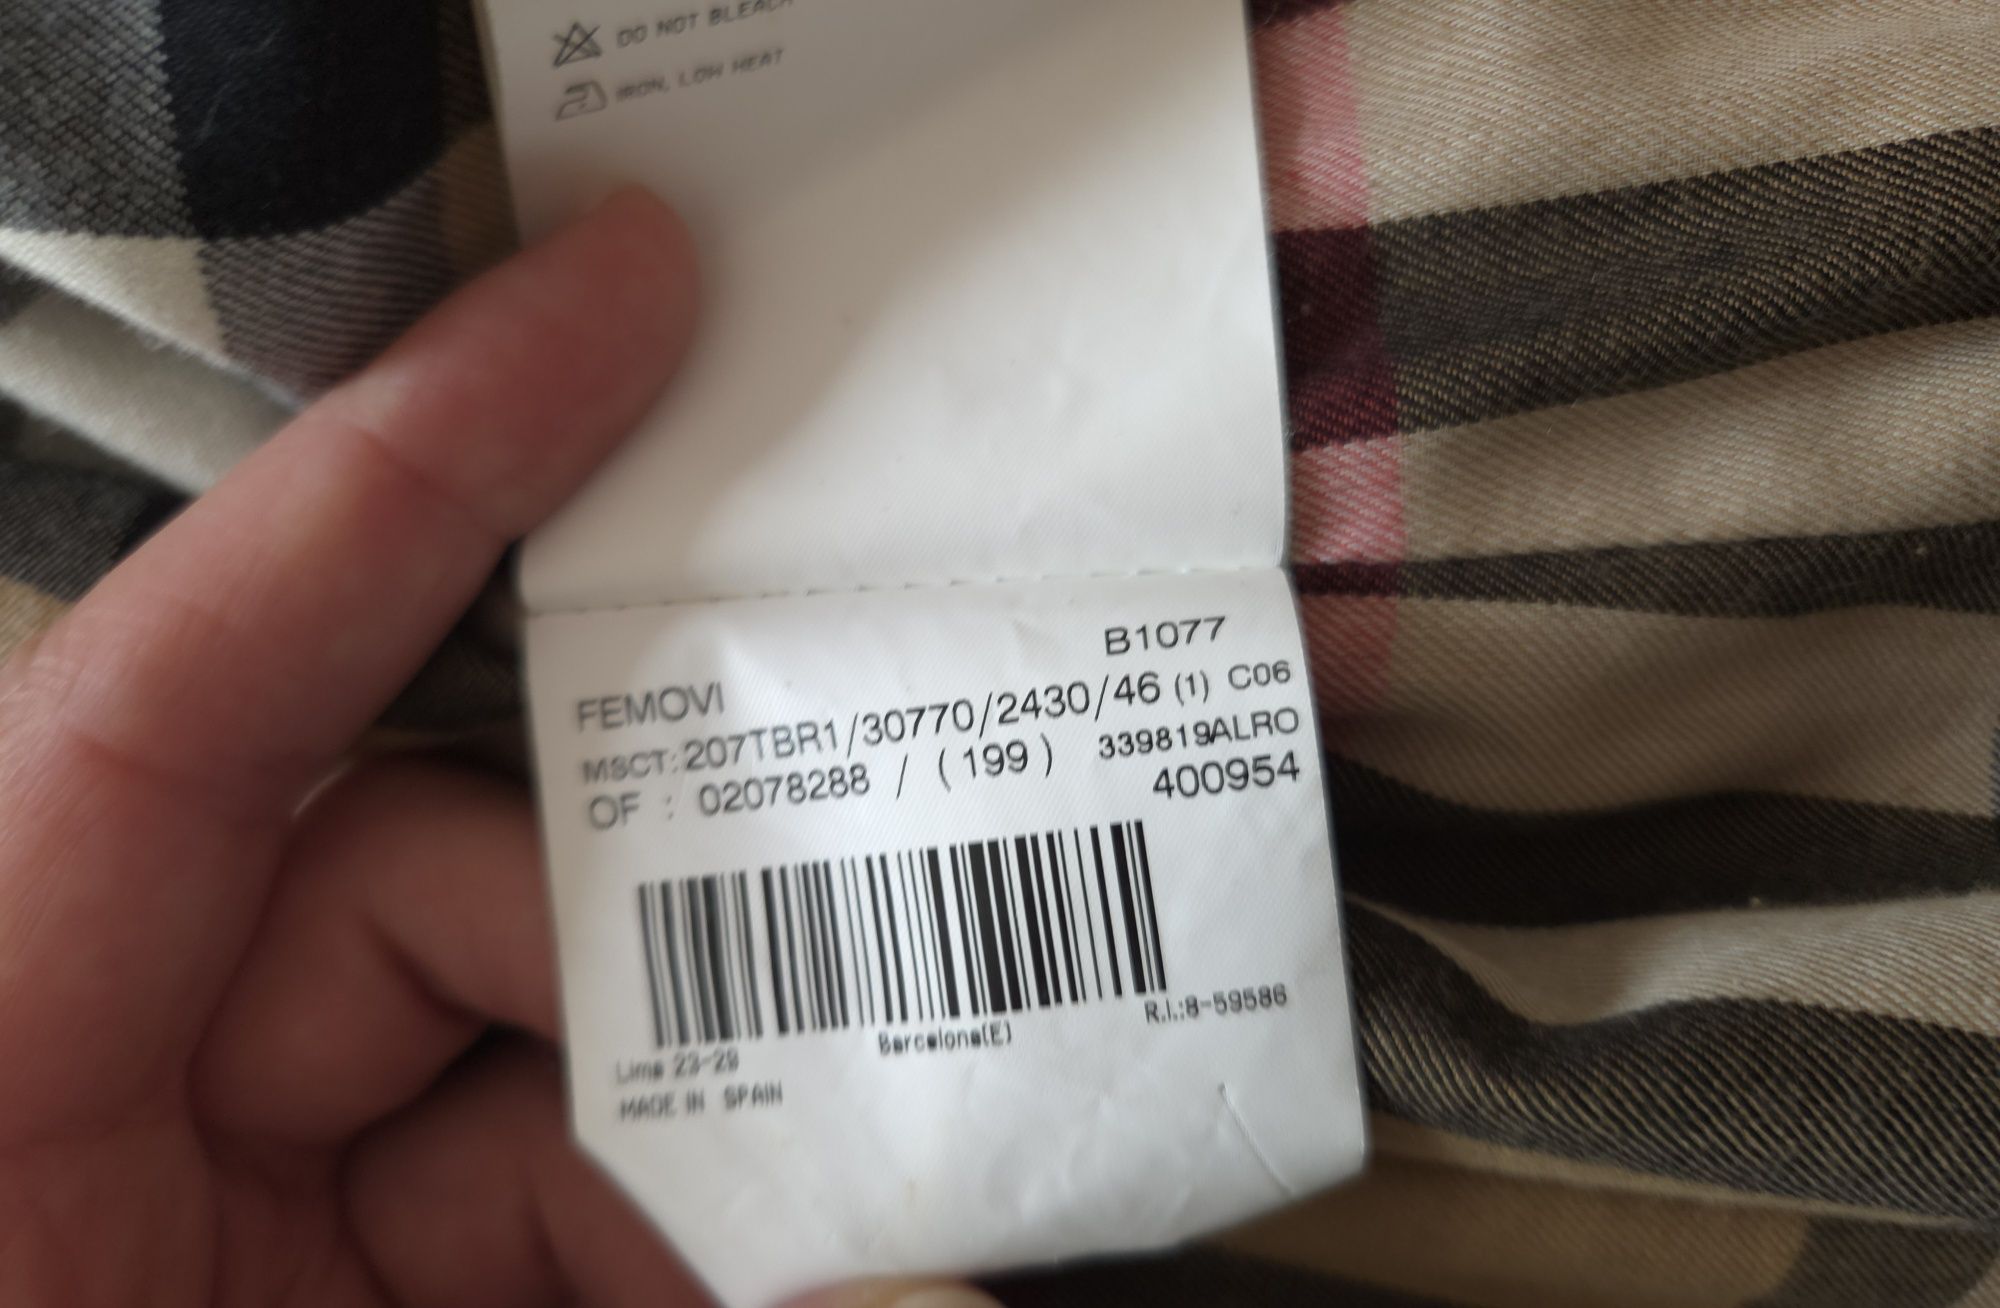 DO NOT BLEACH
IRON, LOW HEAT
B1077
FEMOVI
MSCT:207TBR1/30770/2430/46 (1) C06
OF : 02078288 / (199) 339819ALRO
400954
Barcelona(E)
R.I.:8-59586
Lime 23-29
MADE IN SPAIN